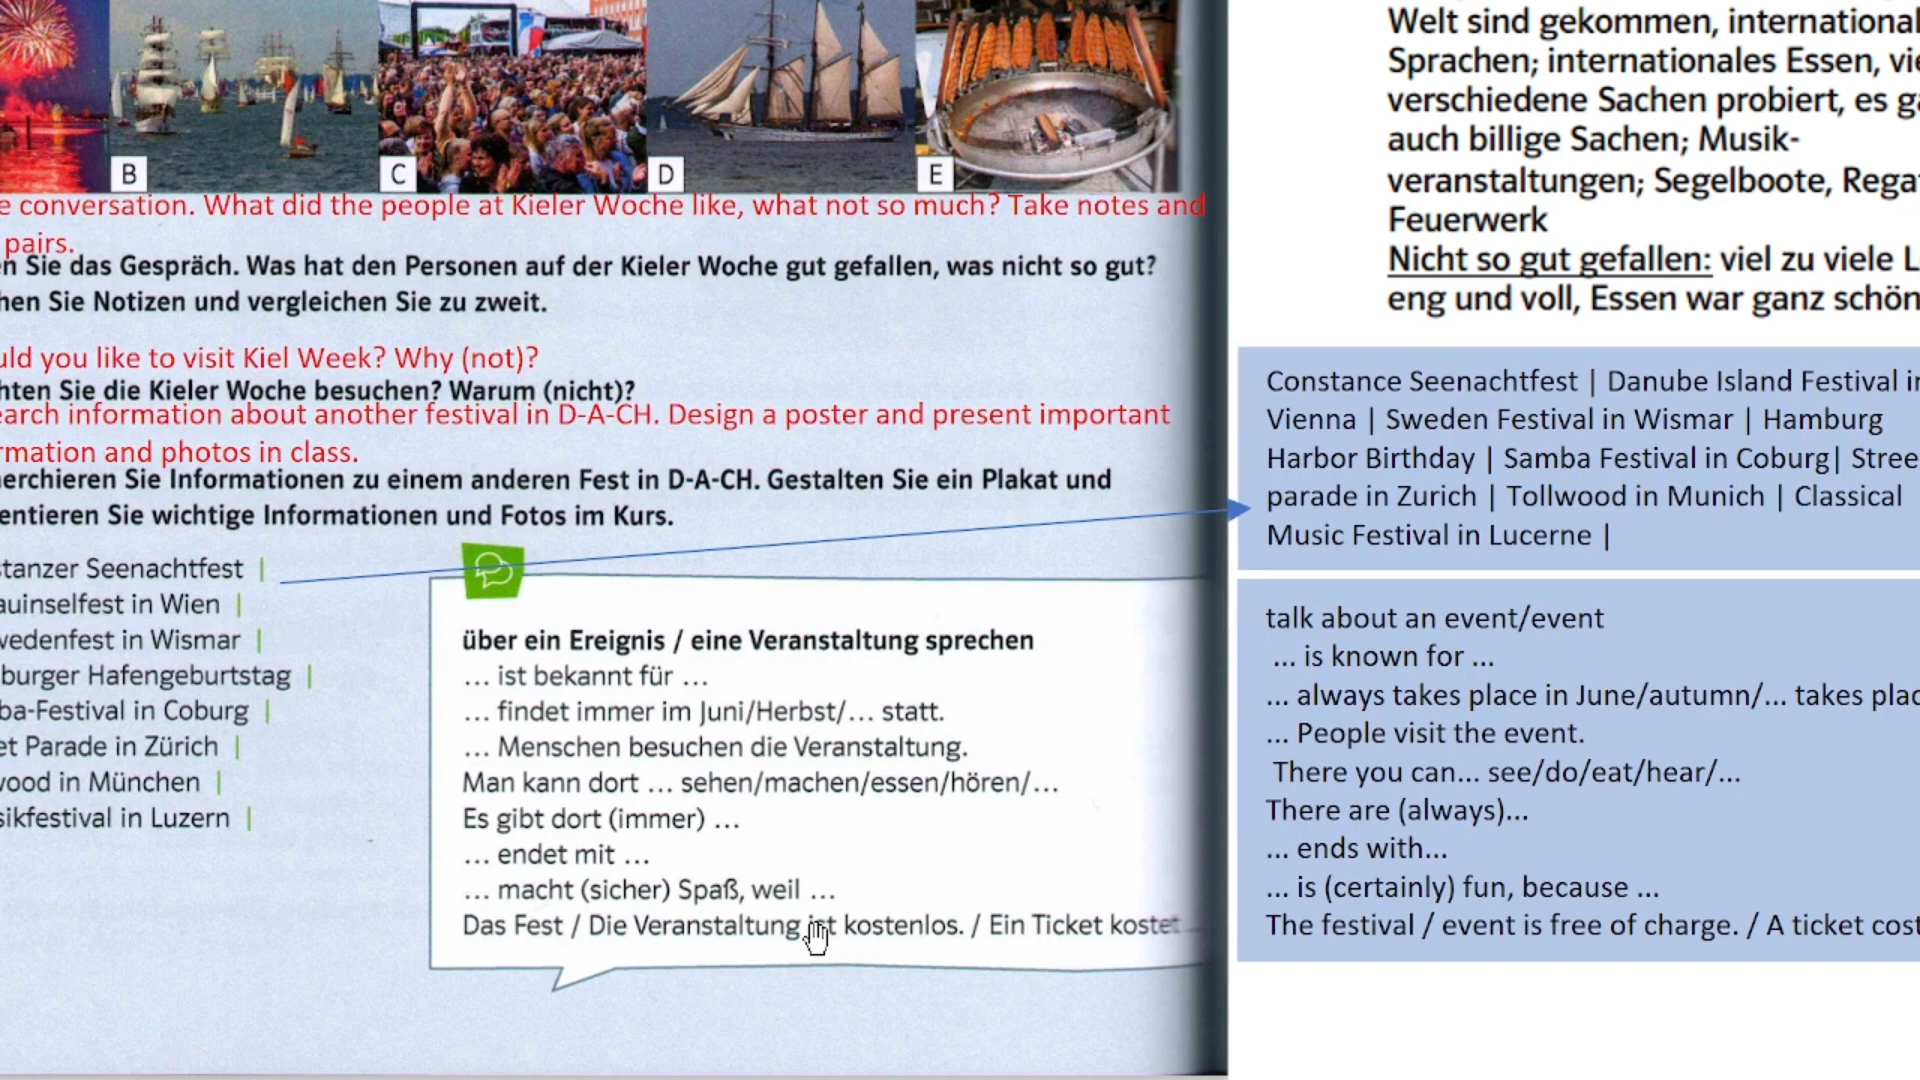 B
C
D
E
e conversation. What did the people at Kieler Woche like, what not so much? Take notes and
pairs.
n Sie das Gespräch. Was hat den Personen auf der Kieler Woche gut gefallen, was nicht so gut?
hen Sie Notizen und vergleichen Sie zu zweit.
uld you like to visit Kiel Week? Why (not)?
hten Sie die Kieler Woche besuchen? Warum (nicht)?
earch information about another festival in D-A-CH. Design a poster and present important
rmation and photos in class.
erchieren Sie Informationen zu einem anderen Fest in D-A-CH. Gestalten Sie ein Plakat und
entieren Sie wichtige Informationen und Fotos im Kurs.
stanzer Seenachtfest |
auinselfest in Wien |
wedenfest in Wismar |
burger Hafengeburtstag |
ba-Festival in Coburg |
et Parade in Zürich |
wood in München |
sikfestival in Luzern |
über ein Ereignis / eine Veranstaltung sprechen
... ist bekannt für ...
... findet immer im Juni/Herbst/... statt.
... Menschen besuchen die Veranstaltung.
Man kann dort ... sehen/machen/essen/hören/...
Es gibt dort (immer) ...
... endet mit ...
... macht (sicher) Spaß, weil ...
Das Fest / Die Veranstaltung ist kostenlos. / Ein Ticket kostet ...
Welt sind gekommen, international
Sprachen; internationales Essen, vie
verschiedene Sachen probiert, es ga
auch billige Sachen; Musik-
veranstaltungen; Segelboote, Rega
Feuerwerk
Nicht so gut gefallen: viel zu viele L
eng und voll, Essen war ganz schön
Constance Seenachtfest | Danube Island Festival in
Vienna | Sweden Festival in Wismar | Hamburg
Harbor Birthday | Samba Festival in Coburg| Stree
parade in Zurich | Tollwood in Munich | Classical
Music Festival in Lucerne |
talk about an event/event
... is known for ...
... always takes place in June/autumn/... takes plac
... People visit the event.
There you can... see/do/eat/hear/...
There are (always)...
... ends with...
... is (certainly) fun, because ...
The festival / event is free of charge. / A ticket cost